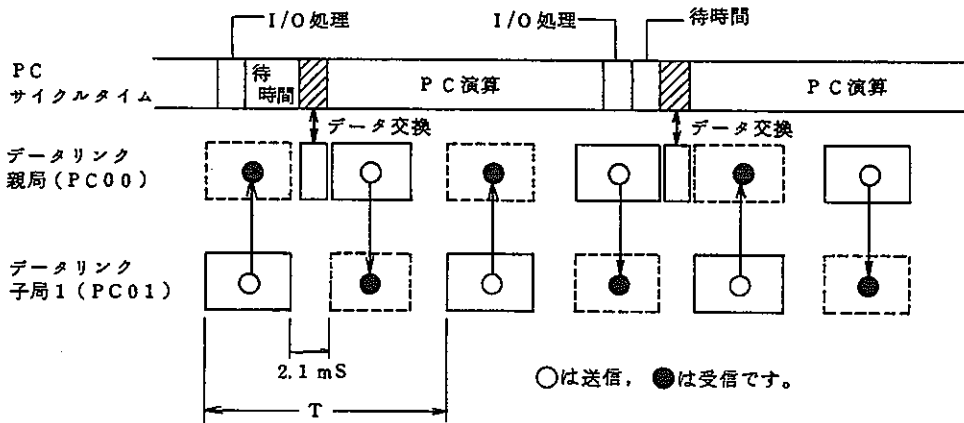 I/O処理
I/O処理
待時間
PC
サイクルタイム
待
時間
PC演算
PC演算
データ交換
データ交換
データリンク
親局(PC00)
データリンク
子局1(PC01)
2.1mS
T
○は送信,●は受信です。